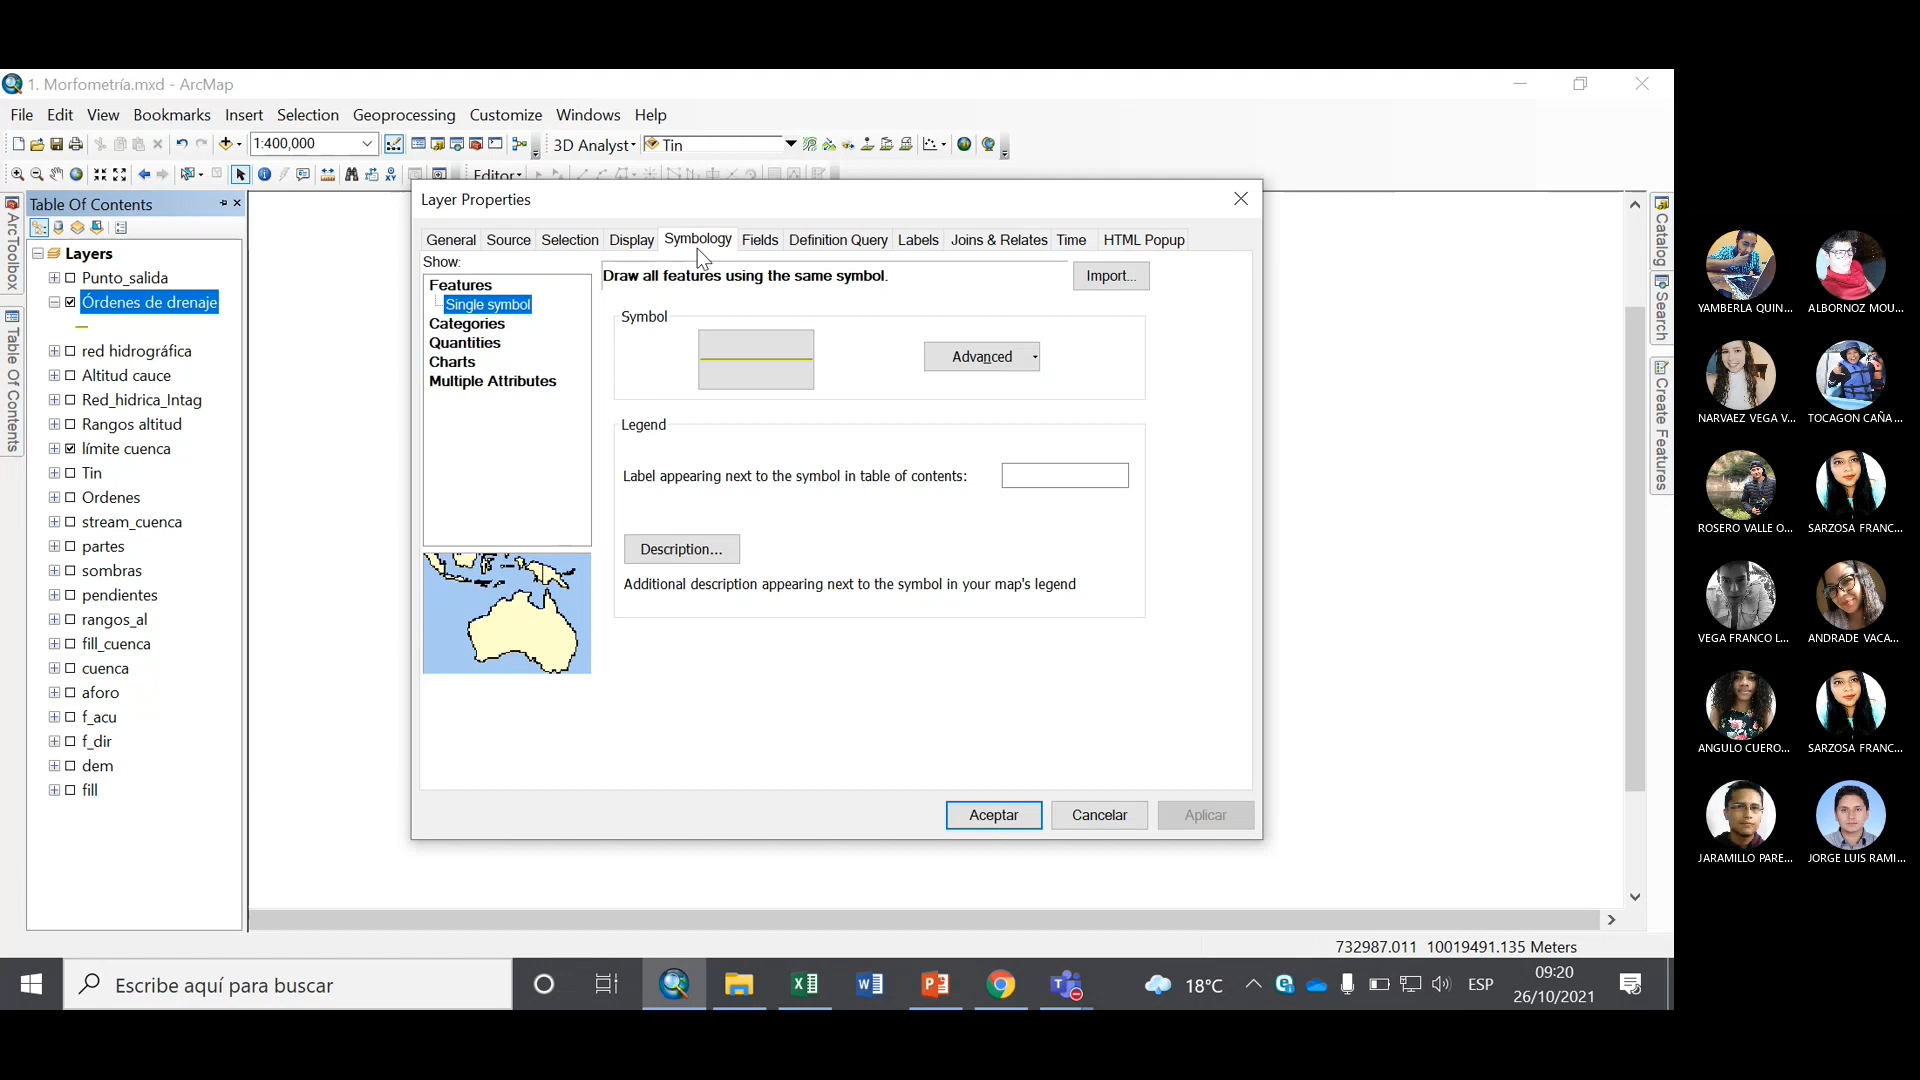 1. Morfometría.mxd - ArcMap
File Edit View Bookmarks Insert Selection Geoprocessing Customize Windows Help
1:400,000
3D Analyst
Tin
Editor
ArcToolbox
Table Of Contents
Table Of Contents
Layers
Punto_salida
Órdenes de drenaje
red hidrográfica
Altitud cauce
Red_hidrica_Intag
Rangos altitud
límite cuenca
Tin
Ordenes
stream_cuenca
partes
sombras
pendientes
rangos_al
fill_cuenca
cuenca
aforo
f_acu
f_dir
dem
fill
Layer Properties
General Source Selection Display Symbology Fields Definition Query Labels Joins & Relates Time HTML Popup
Show:
Features
Single symbol
Categories
Quantities
Charts
Multiple Attributes
Draw all features using the same symbol.
Import...
Symbol
Advanced
Legend
Label appearing next to the symbol in table of contents:
Description...
Additional description appearing next to the symbol in your map's legend
Aceptar Cancelar Aplicar
Catalog
Search
Create Features
732987.011 10019491.135 Meters
Escribe aquí para buscar
18°C
ESP
09:20
26/10/2021
YAMBERLA QUIN... ALBORNOZ MOU...
NARVAEZ VEGA V... TOCAGON CAÑA ...
ROSERO VALLE O... SARZOSA FRANC...
VEGA FRANCO L... ANDRADE VACA...
ANGULO CUERO... SARZOSA FRANC...
JARAMILLO PARE... JORGE LUIS RAMI...